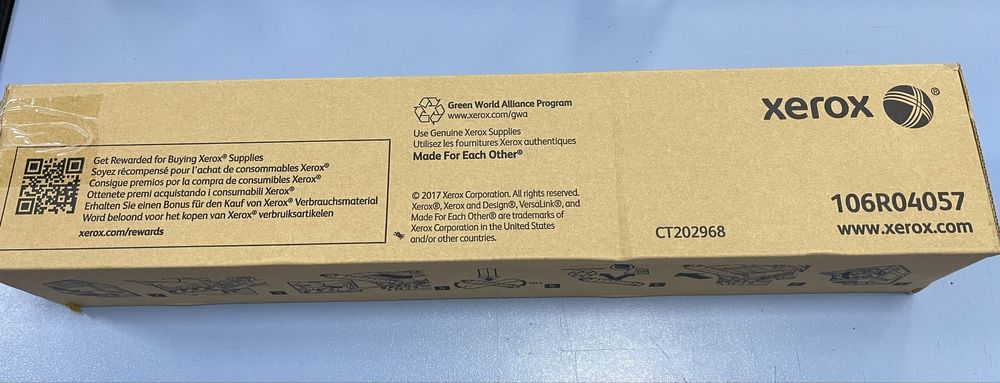 Get Rewarded for Buying Xerox® Supplies
Soyez récompensé pour l'achat de consommables Xerox®
Consigue premios por la compra de consumibles Xerox®
Ottenete premi acquistando i consumabili Xerox®
Erhalten Sie einen Bonus für den Kauf von Xerox® Verbrauchsmaterial
Word beloond voor het kopen van Xerox® verbruiksartikelen
xerox.com/rewards
Green World Alliance Program
www.xerox.com/gwa
Use Genuine Xerox Supplies
Utilisez les fournitures Xerox authentiques
Made For Each Other®
© 2017 Xerox Corporation. All rights reserved.
Xerox®, Xerox and Design®, VersaLink®, and
Made For Each Other® are trademarks of
Xerox Corporation in the United States
and/or other countries.
xerox®
106R04057
CT202968
www.xerox.com